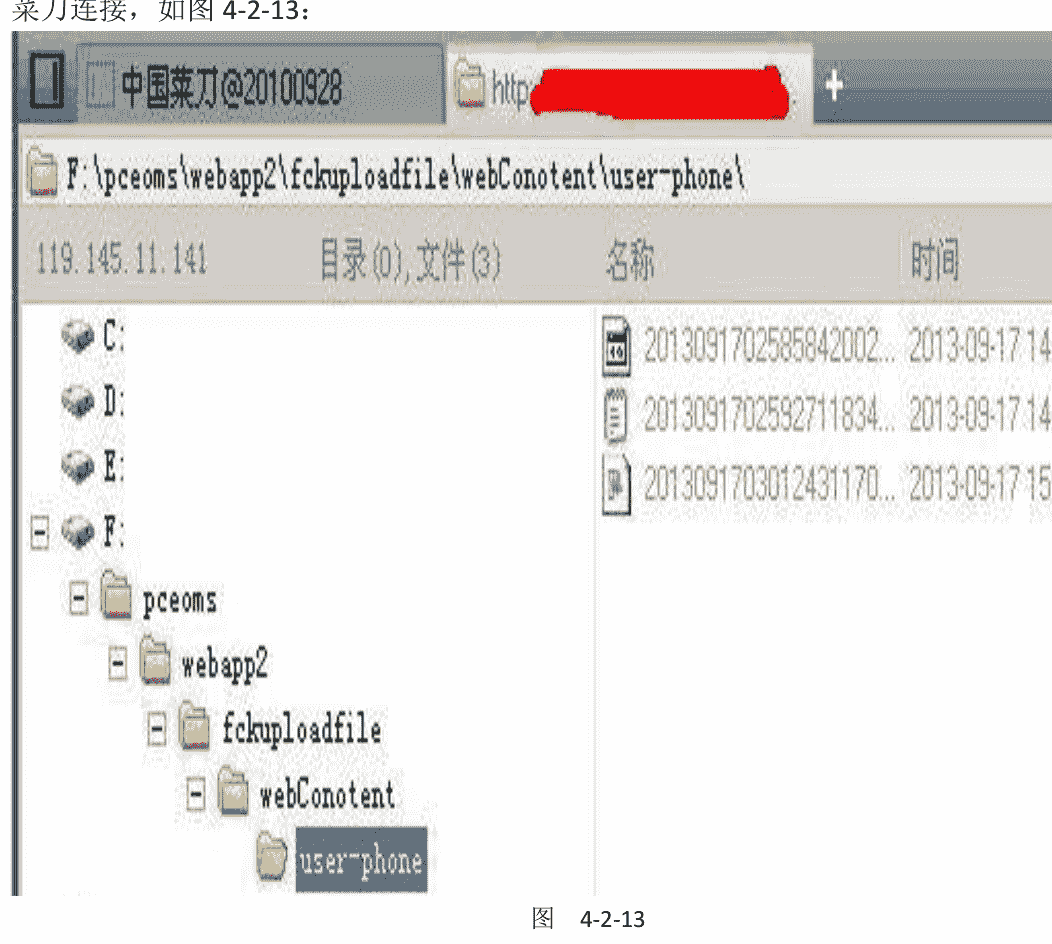 菜刀连接，如图 4-2-13：
中国菜刀@20100928
http:
F:\pceoms\webapp2\fckuploadfile\webConotent\user-phone\
119.145.11.141 目录(0),文件(3) 名称 时间
C:
D:
E:
F:
pceoms
webapp2
fckuploadfile
webConotent
user-phone
2013091702585842002... 2013-09-17 14
2013091702592711834... 2013-09-17 14
2013091703012431170... 2013-09-17 15
图 4-2-13